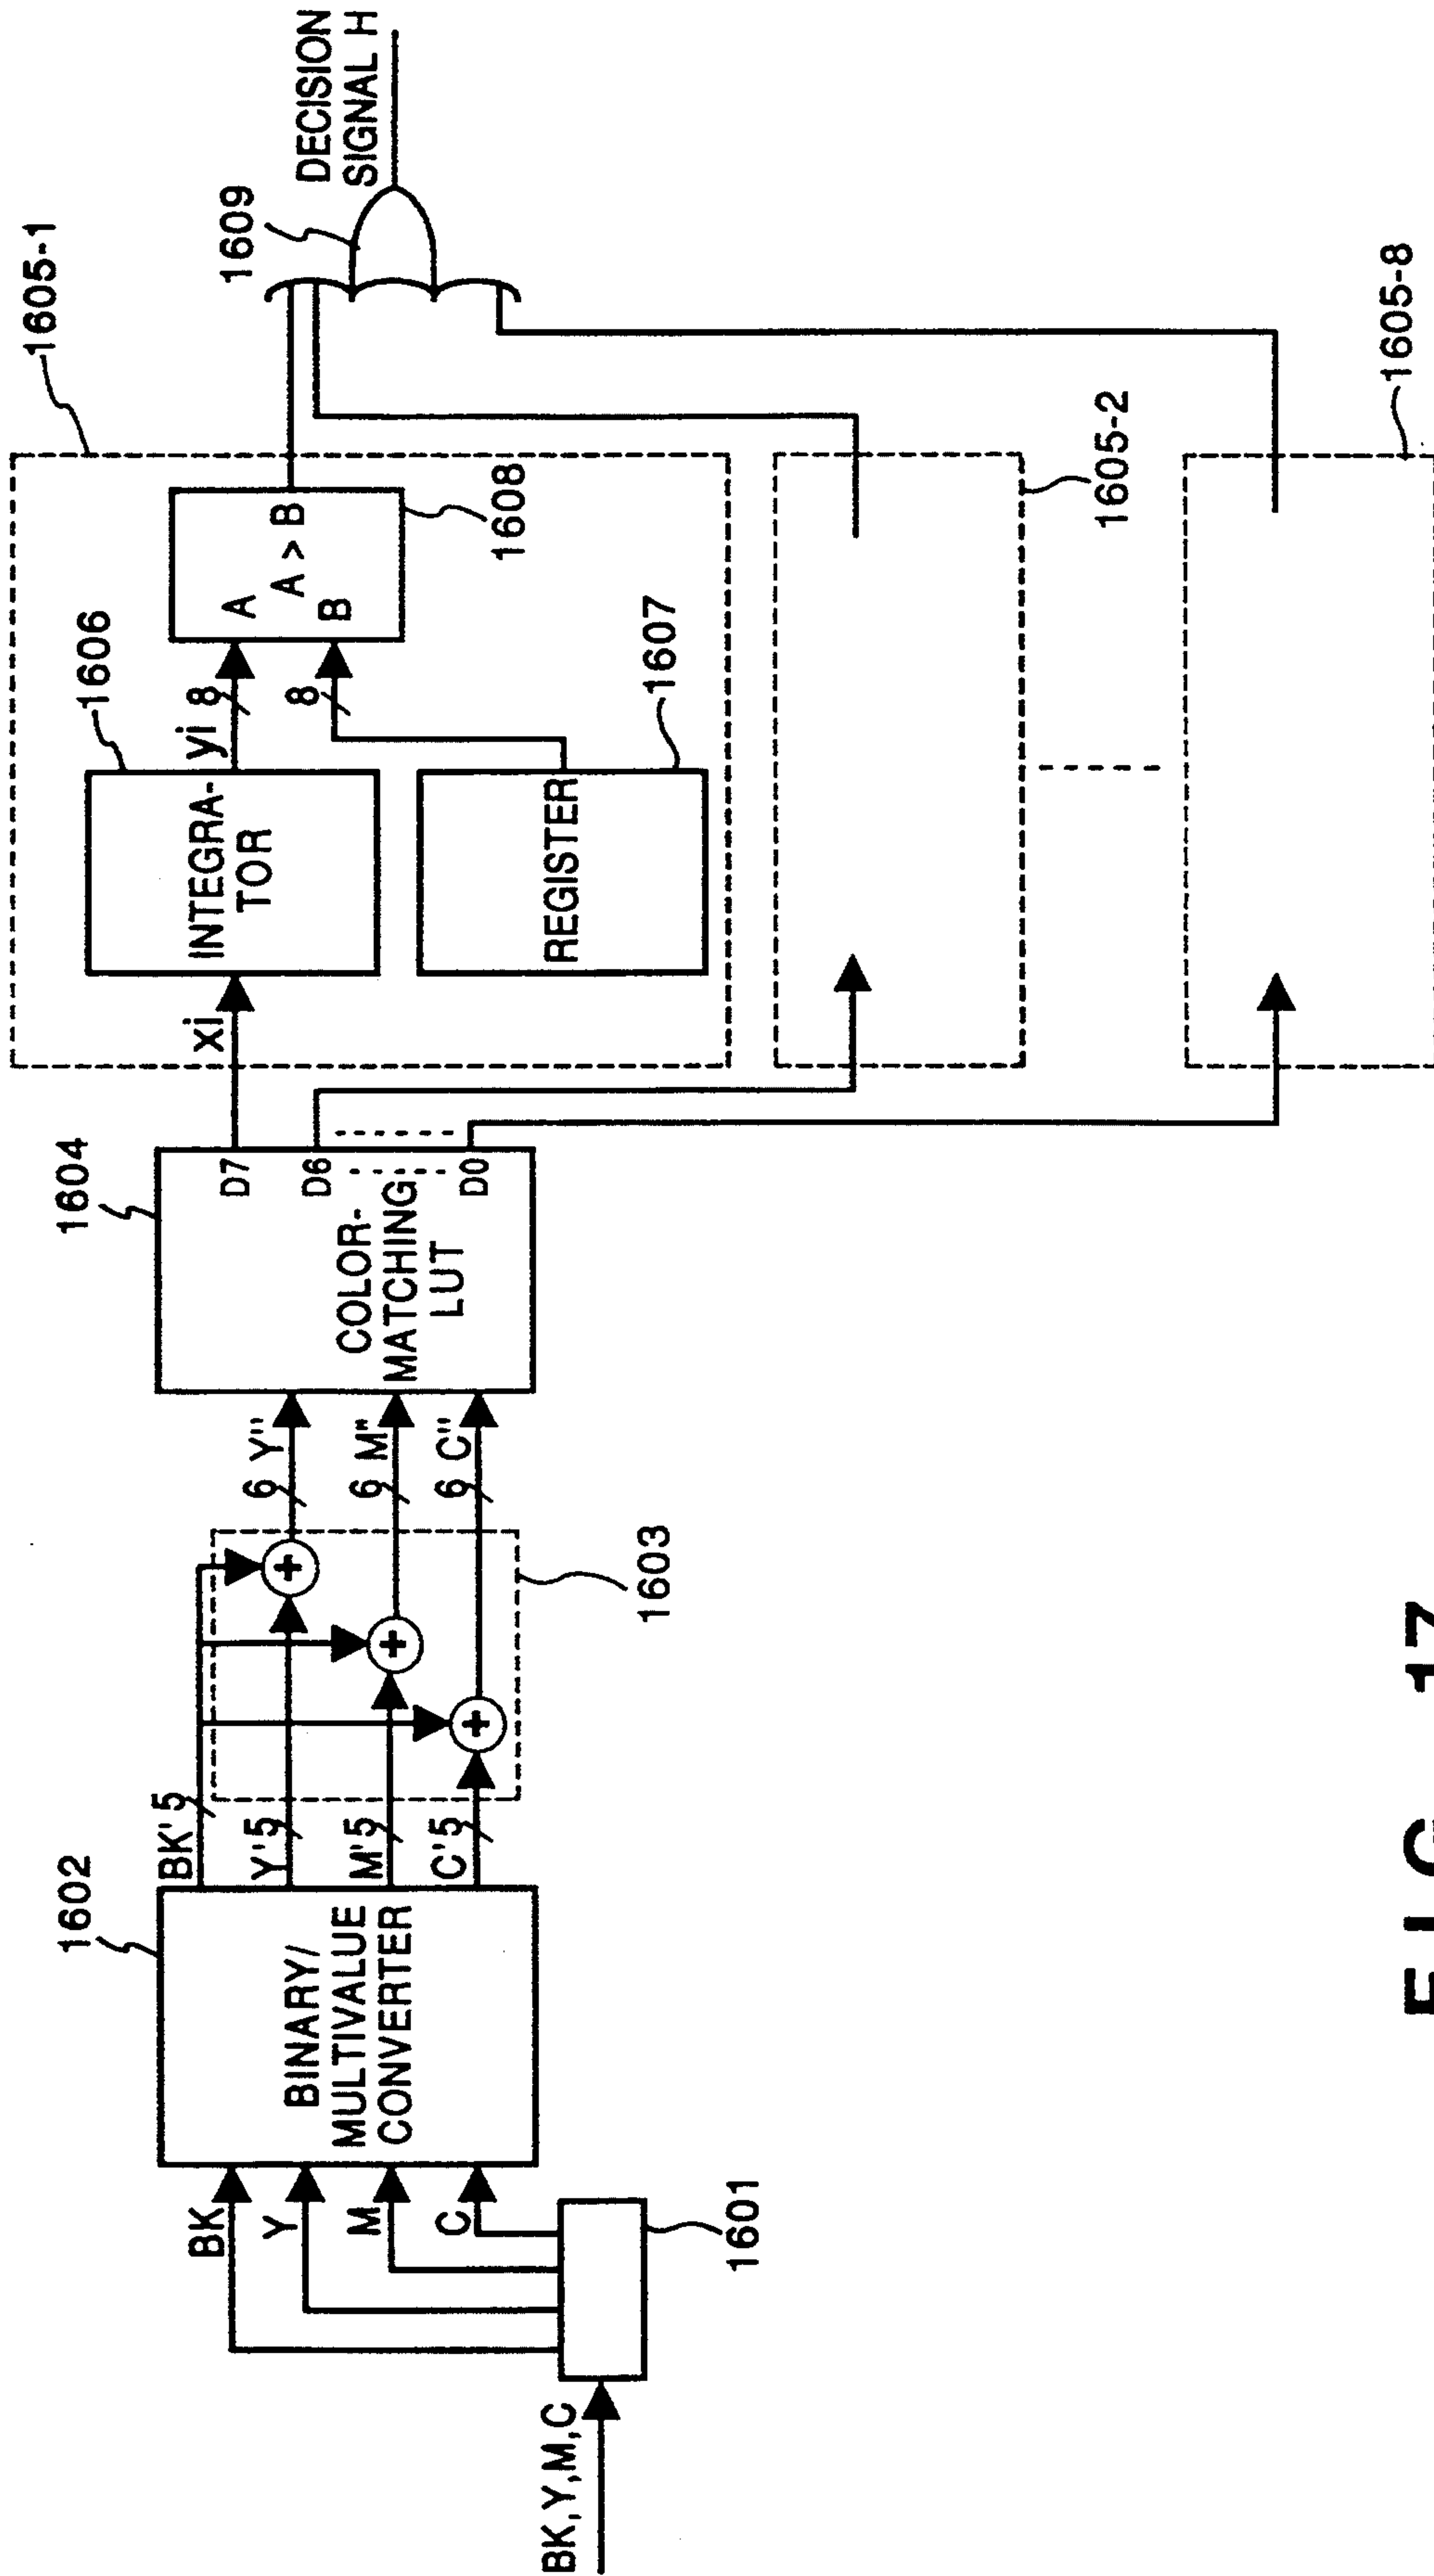 BK,Y,M,C
1601
BK
Y
M
C
BINARY/
MULTIVALUE
CONVERTER
1602
BK' 5
Y' 5
M' 5
C' 5
1603
+
+
+
6 Y''
6 M''
6 C''
1604
COLOR-
MATCHING
LUT
D7
D6
D0
xi
INTEGRA-
TOR
1606
yi 8
8
REGISTER
1607
A
A > B
B
1608
1605-1
1605-2
1605-8
1609
DECISION
SIGNAL H
FIG. 17